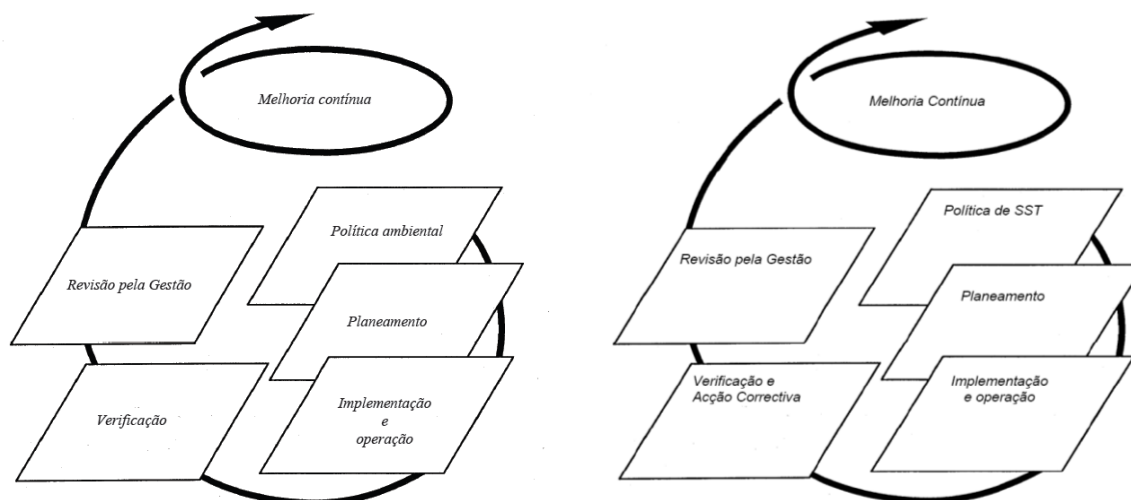 Melhoria contínua
Política ambiental
Revisão pela Gestão
Planeamento
Verificação
Implementação
e
operação
Melhoria Contínua
Política de SST
Revisão pela Gestão
Planeamento
Verificação e
Acção Correctiva
Implementação
e operação